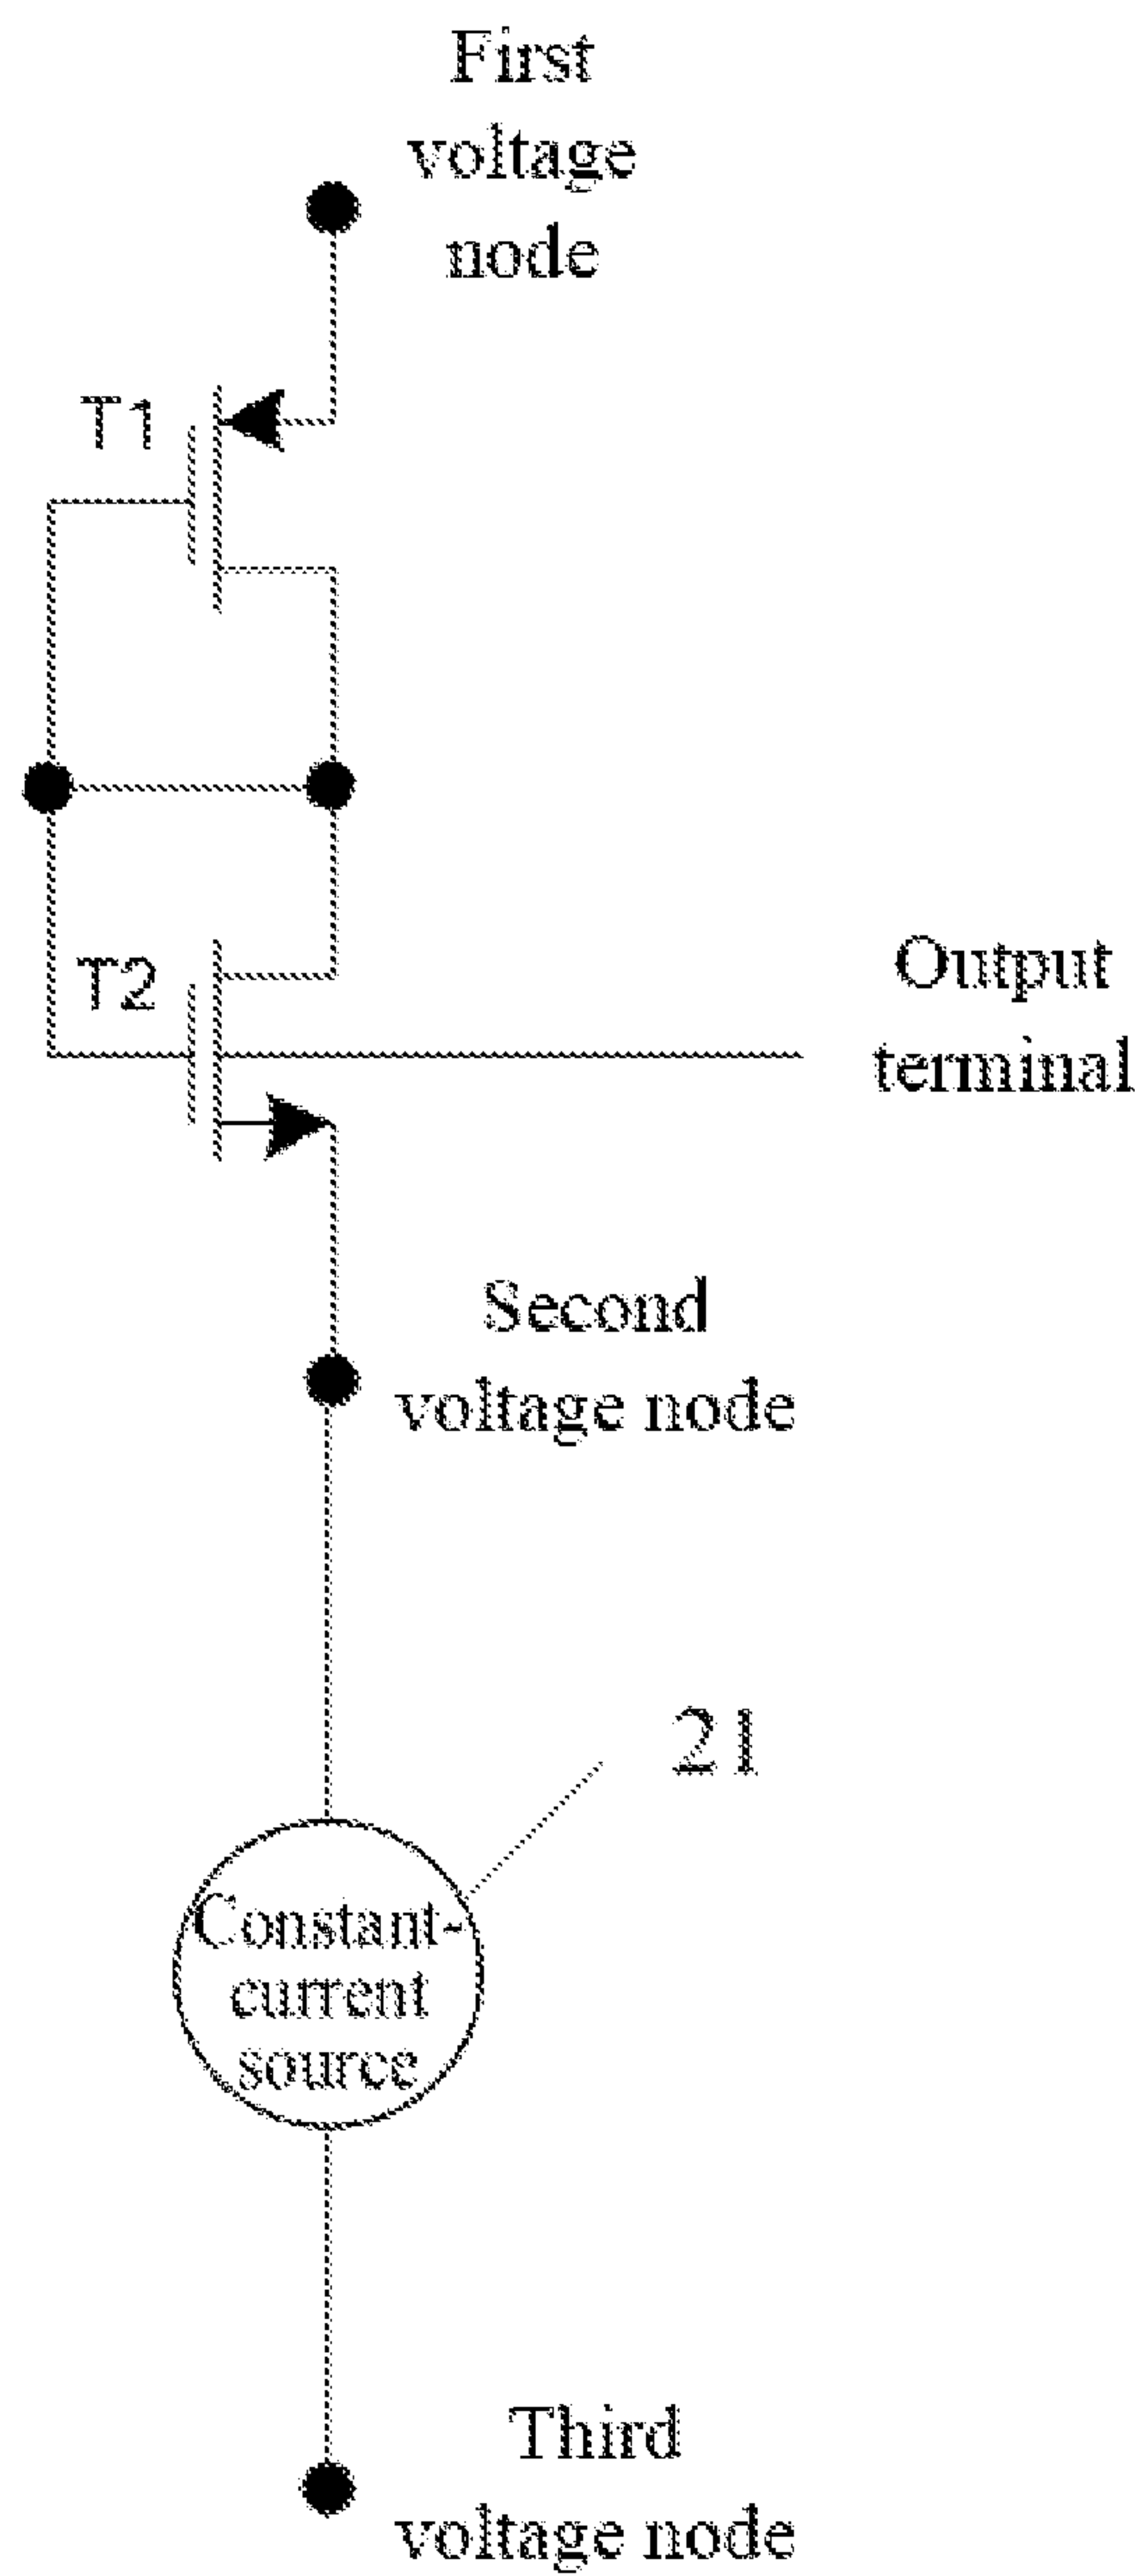 First
voltage
node
T1
T2
Output
terminal
Second
voltage node
21
Constant-
current
source
Third
voltage node